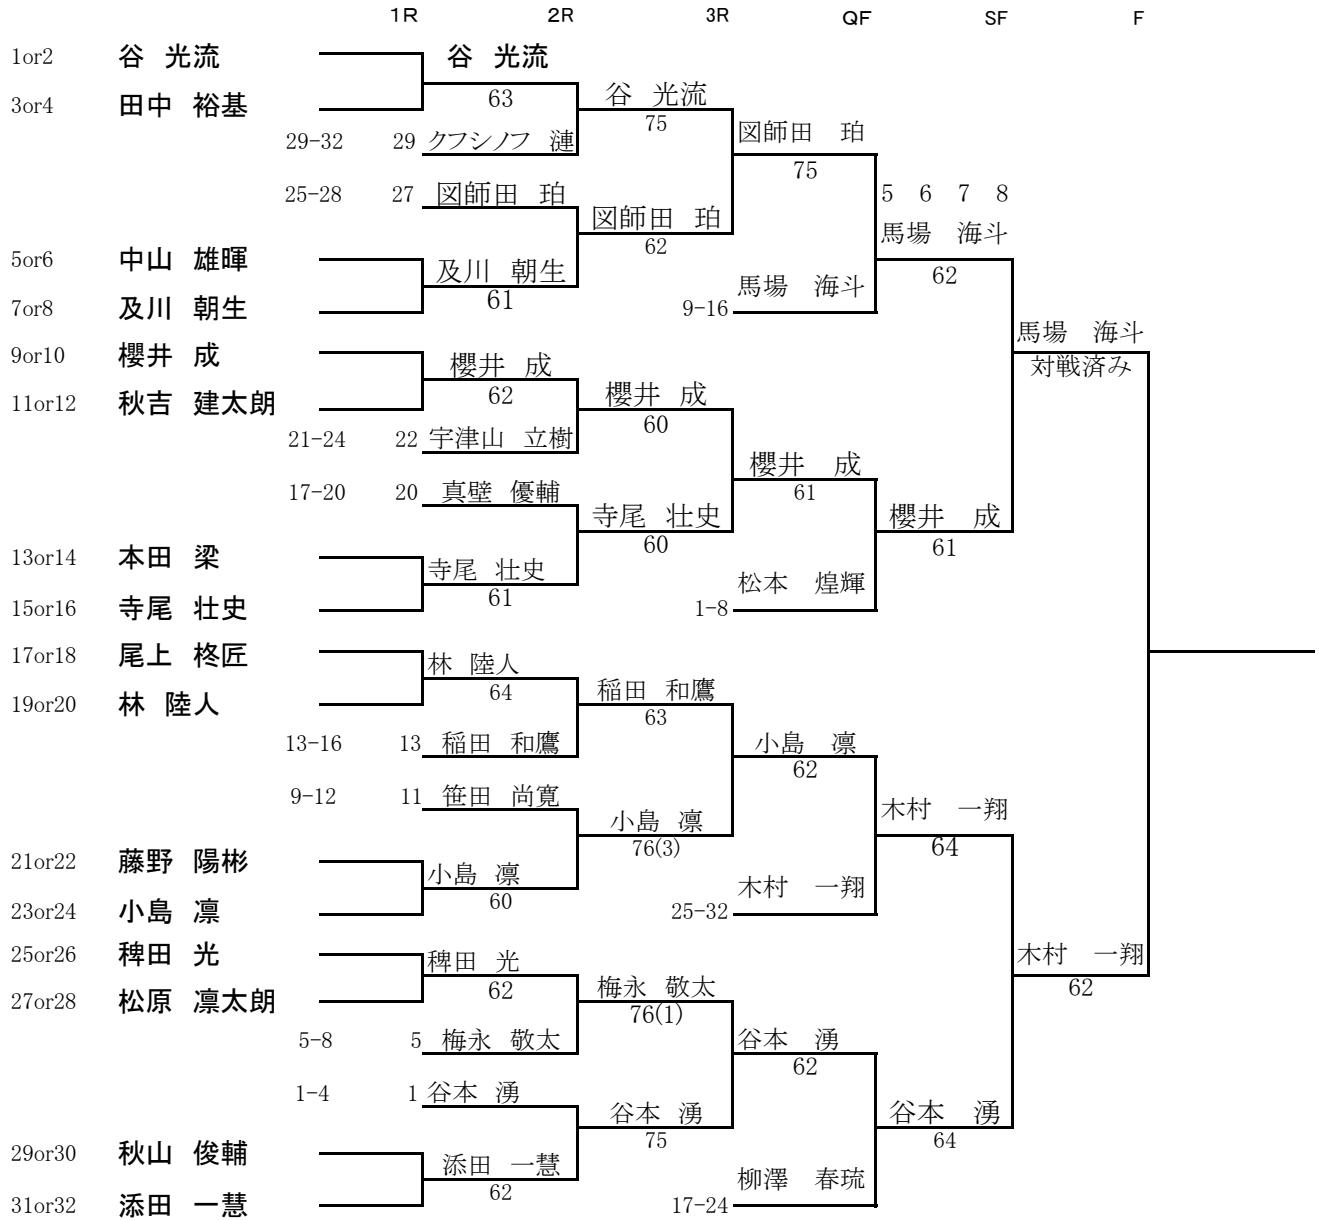 1R 2R 3R QF SF F
1or2 谷 光流 谷 光流
63 谷 光流
3or4 田中 裕基 75
29-32 29 クフシノフ 漣 図師田 珀
75
25-28 27 図師田 珀 5 6 7 8
図師田 珀 馬場 海斗
62
5or6 中山 雄暉 及川 朝生 62
61 馬場 海斗
7or8 及川 朝生 9-16
馬場 海斗
対戦済み
9or10 櫻井 成 櫻井 成
62 櫻井 成
11or12 秋吉 建太朗 60
21-24 22 宇津山 立樹
櫻井 成
61
17-20 20 真壁 優輔
寺尾 壮史 櫻井 成
60 61
13or14 本田 梁 寺尾 壮史
61 松本 煌輝
15or16 寺尾 壮史 1-8
17or18 尾上 柊匠 林 陸人
64 稲田 和鷹
19or20 林 陸人 63
13-16 13 稲田 和鷹 小島 凛
62
9-12 11 笹田 尚寛 木村 一翔
小島 凛 64
76(3)
21or22 藤野 陽彬 小島 凛
60 木村 一翔
23or24 小島 凛 25-32
25or26 稗田 光 稗田 光 木村 一翔
62 梅永 敬太 62
27or28 松原 凛太朗 76(1)
5-8 5 梅永 敬太 谷本 湧
62
1-4 1 谷本 湧
谷本 湧 谷本 湧
75 64
29or30 秋山 俊輔 添田 一慧
62 柳澤 春琉
31or32 添田 一慧 17-24